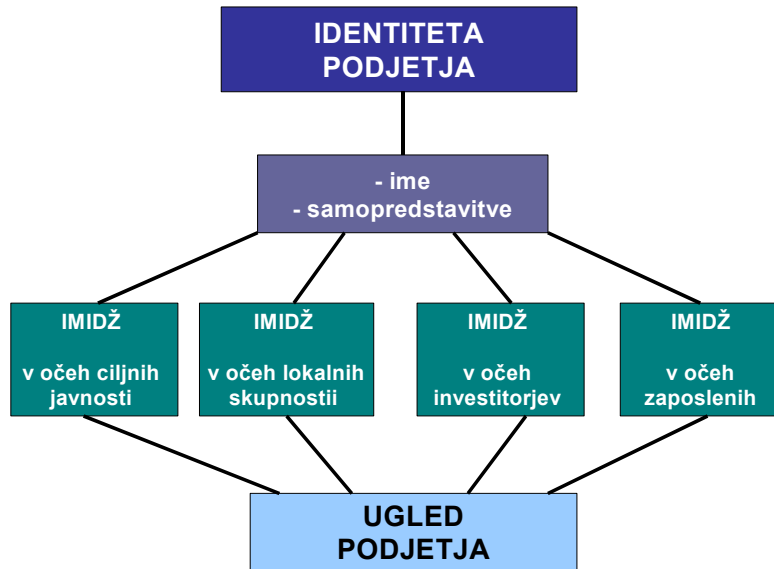 IDENTITETA
PODJETJA
- ime
- samopredstavitve
IMIDŽ
v očeh ciljnih
javnosti
IMIDŽ
v očeh lokalnih
skupnostii
IMIDŽ
v očeh
investitorjev
IMIDŽ
v očeh
zaposlenih
UGLED
PODJETJA